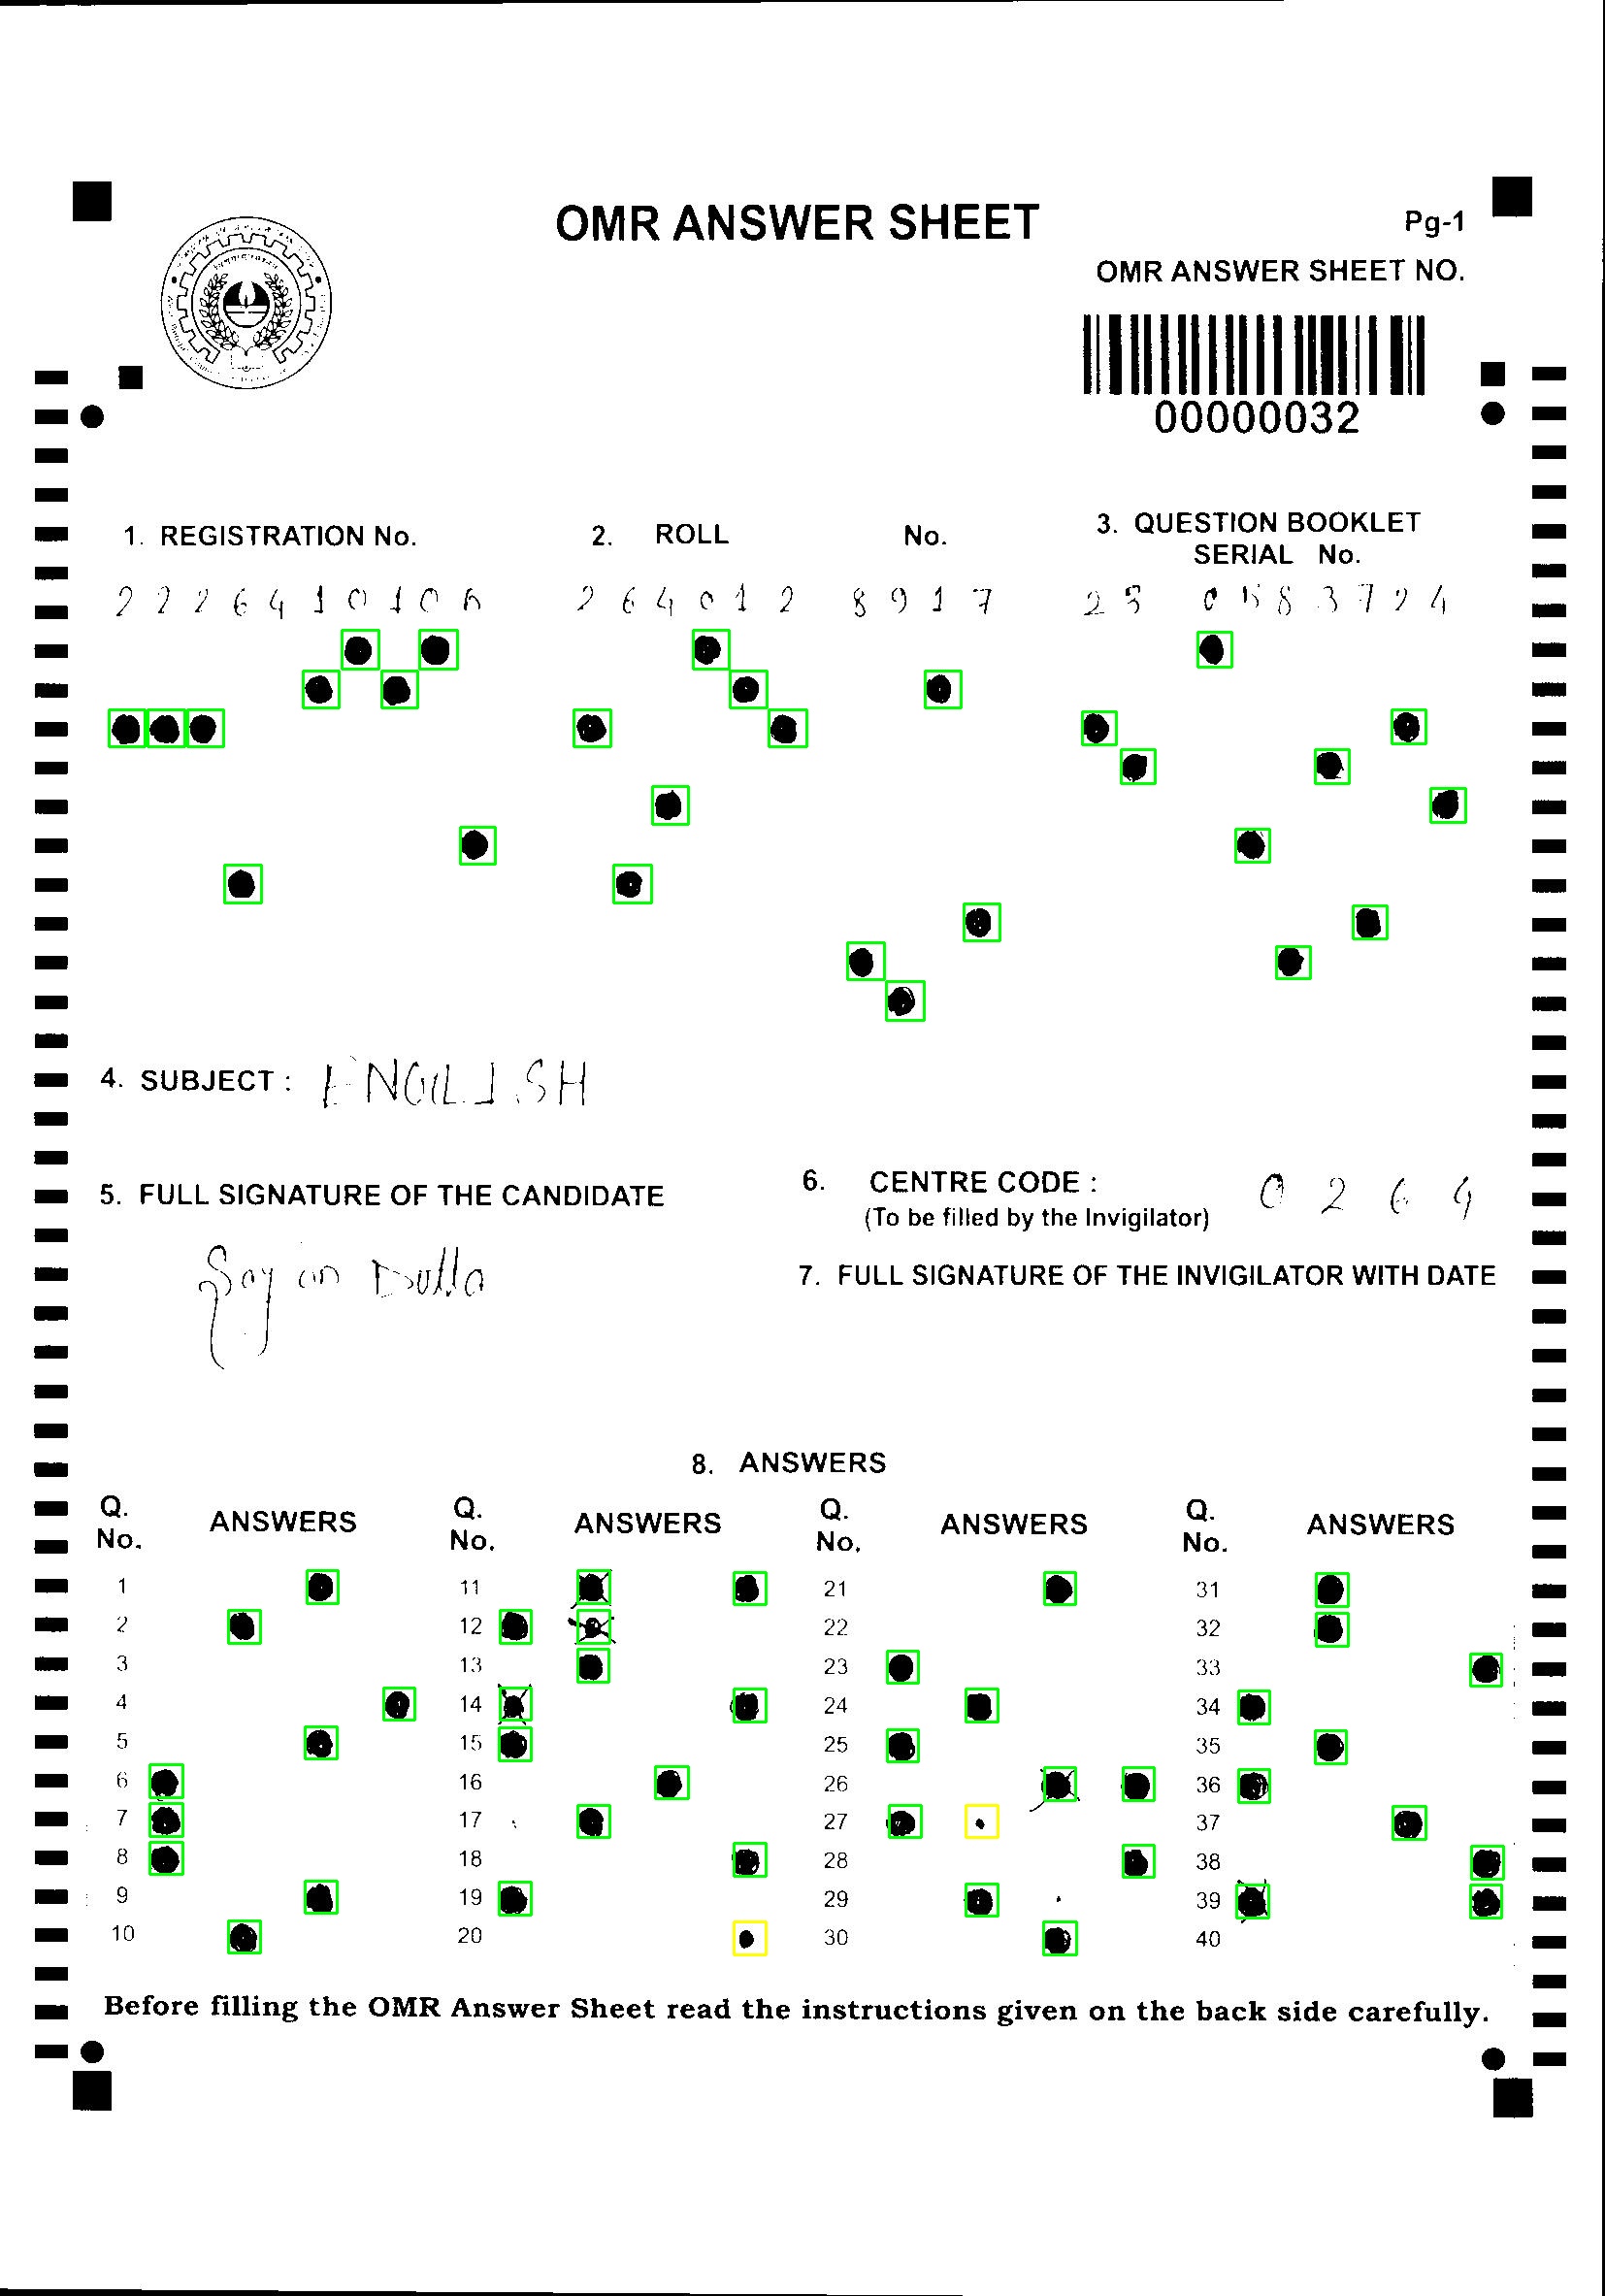 OMR ANSWER SHEET
Pg-1
OMR ANSWER SHEET NO.
00000032
1. REGISTRATION No.
2. ROLL No.
3. QUESTION BOOKLET
SERIAL No.
2 2 2 6 4 1 0 1 0 5
2 6 4 0 1 2 8 9 1 7
2 3 0 5 8 3 7 2 4
4. SUBJECT : ENGLISH
5. FULL SIGNATURE OF THE CANDIDATE
6. CENTRE CODE : 0 2 6 4
(To be filled by the Invigilator)
Sayan Dutta
7. FULL SIGNATURE OF THE INVIGILATOR WITH DATE
8. ANSWERS
Q. No. ANSWERS Q. No. ANSWERS Q. No. ANSWERS Q. No. ANSWERS
1 11 21 31
2 12 22 32
3 13 23 33
4 14 24 34
5 15 25 35
6 16 26 36
7 17 27 37
8 18 28 38
9 19 29 39
10 20 30 40
Before filling the OMR Answer Sheet read the instructions given on the back side carefully.